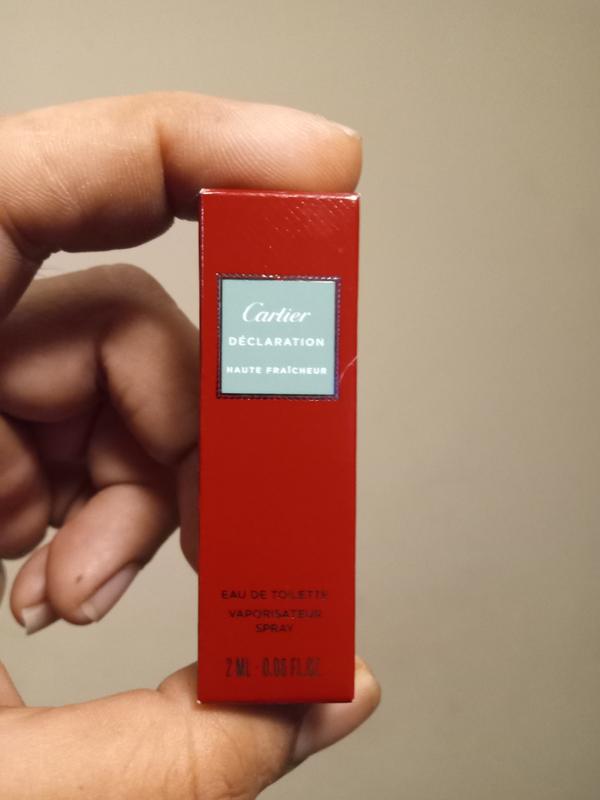 Cartier
DÉCLARATION
HAUTE FRAÎCHEUR
EAU DE TOILETTE
VAPORISATEUR
SPRAY
2 ML - 0.06 FL.OZ.